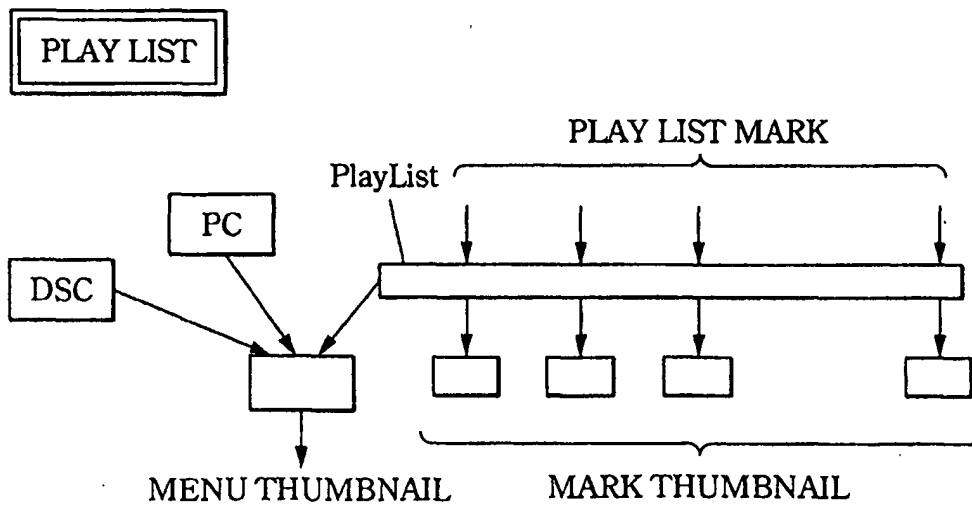 PLAY LIST
PLAY LIST MARK
PlayList
PC
DSC
MENU THUMBNAIL
MARK THUMBNAIL